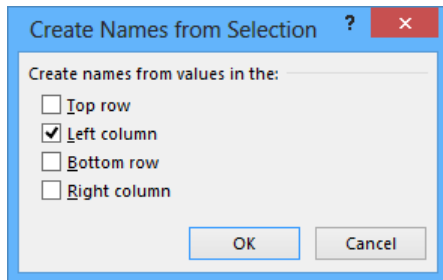 Create Names from Selection ? ×
Create names from values in the:
Top row
Left column
Bottom row
Right column
OK Cancel